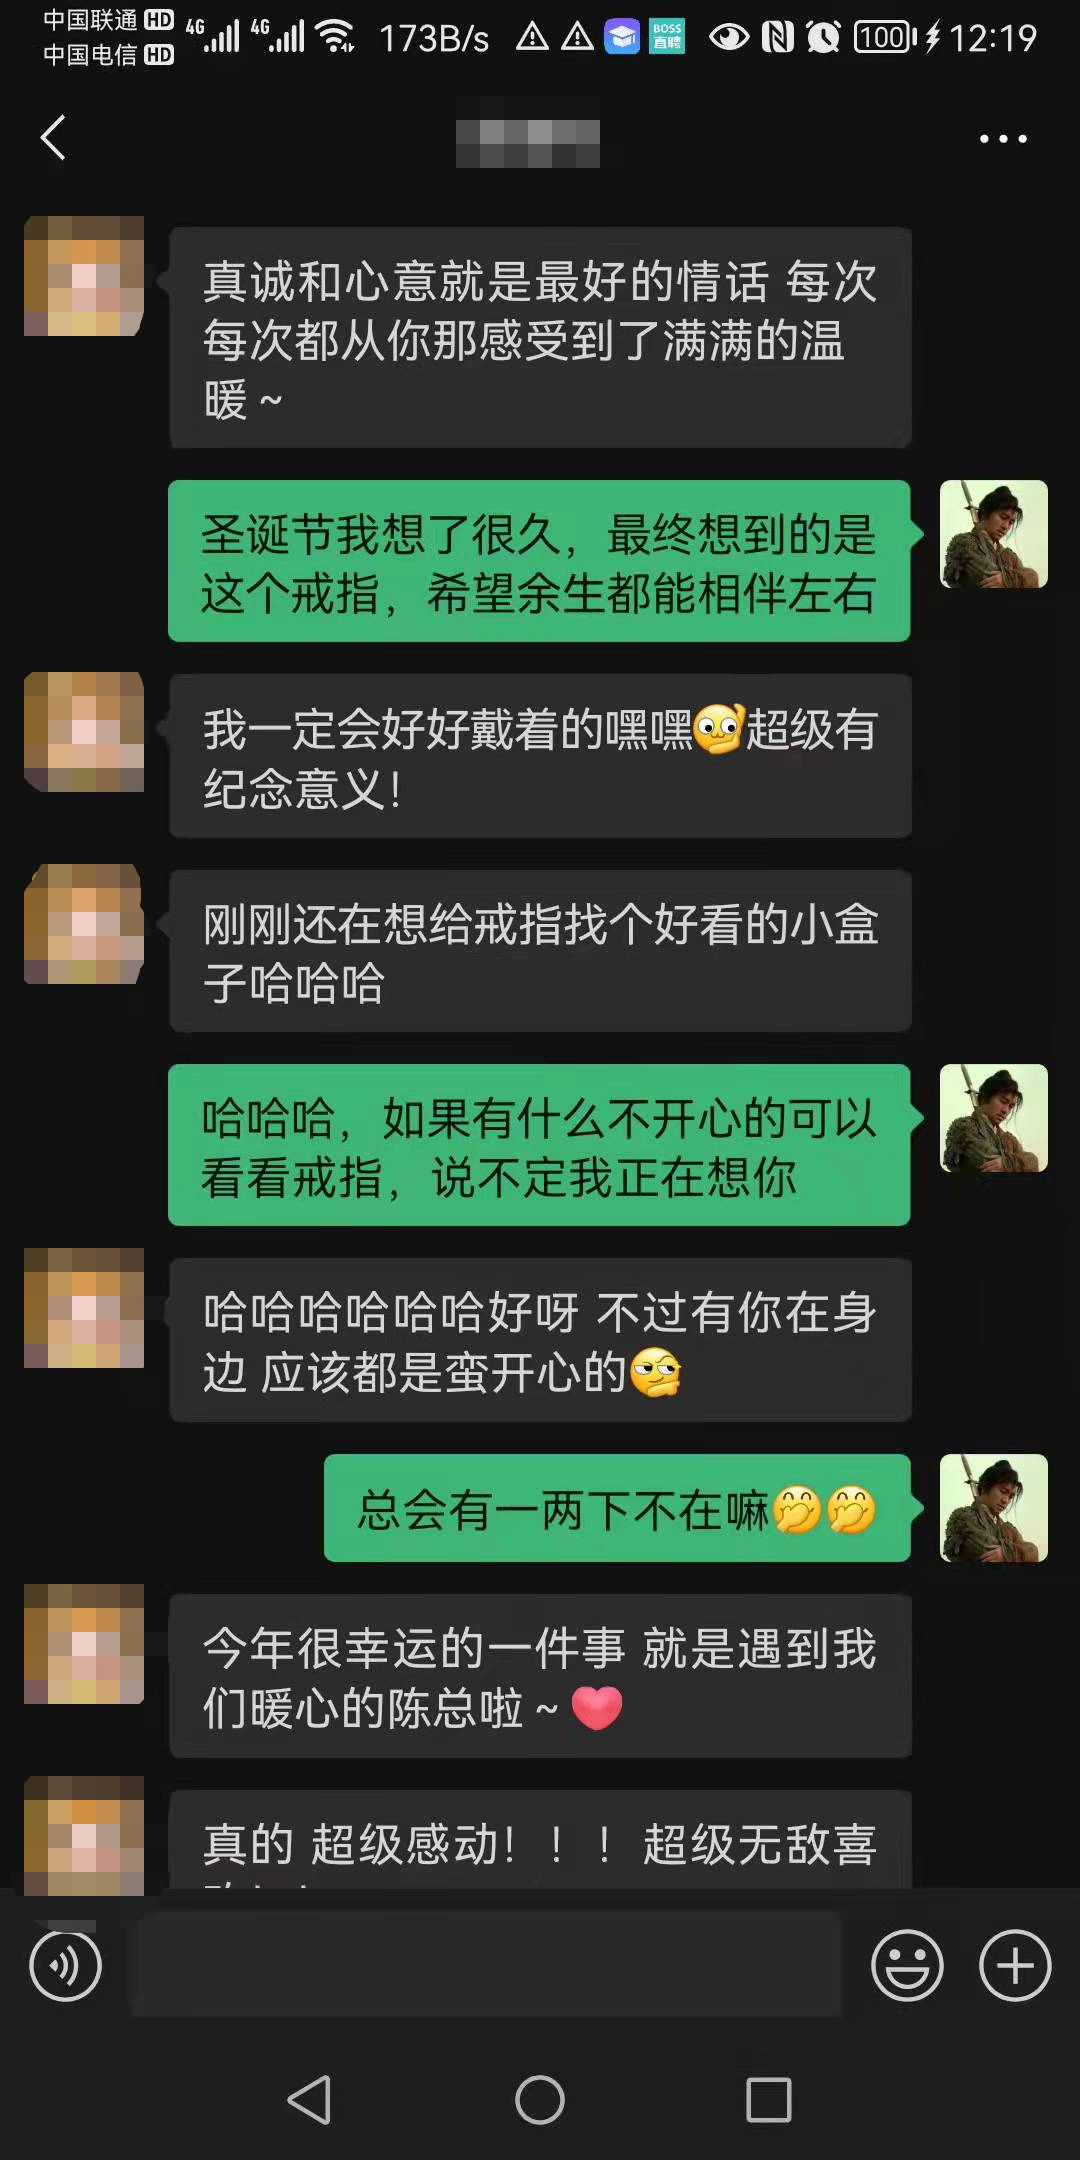 中国联通 HD 4G 4G 173B/s BOSS直聘 100 12:19
中国电信 HD
真诚和心意就是最好的情话 每次
每次都从你那感受到了满满的温
暖 ~
圣诞节我想了很久，最终想到的是
这个戒指，希望余生都能相伴左右
我一定会好好戴着的嘿嘿超级有
纪念意义！
刚刚还在想给戒指找个好看的小盒
子哈哈哈
哈哈哈，如果有什么不开心的可以
看看戒指，说不定我正在想你
哈哈哈哈哈哈好呀 不过有你在身
边 应该都是蛮开心的
总会有一两下不在嘛
今年很幸运的一件事 就是遇到我
们暖心的陈总啦 ~
真的 超级感动！！！超级无敌喜